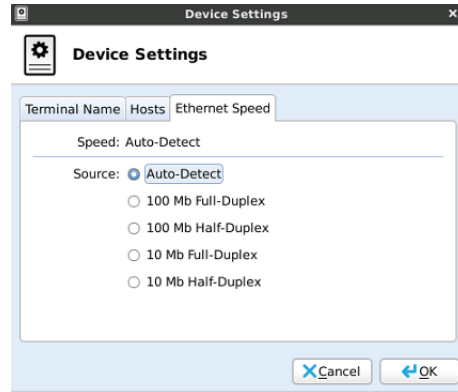 Device Settings
Device Settings
Terminal Name Hosts Ethernet Speed
Speed: Auto-Detect
Source: Auto-Detect
100 Mb Full-Duplex
100 Mb Half-Duplex
10 Mb Full-Duplex
10 Mb Half-Duplex
Cancel OK